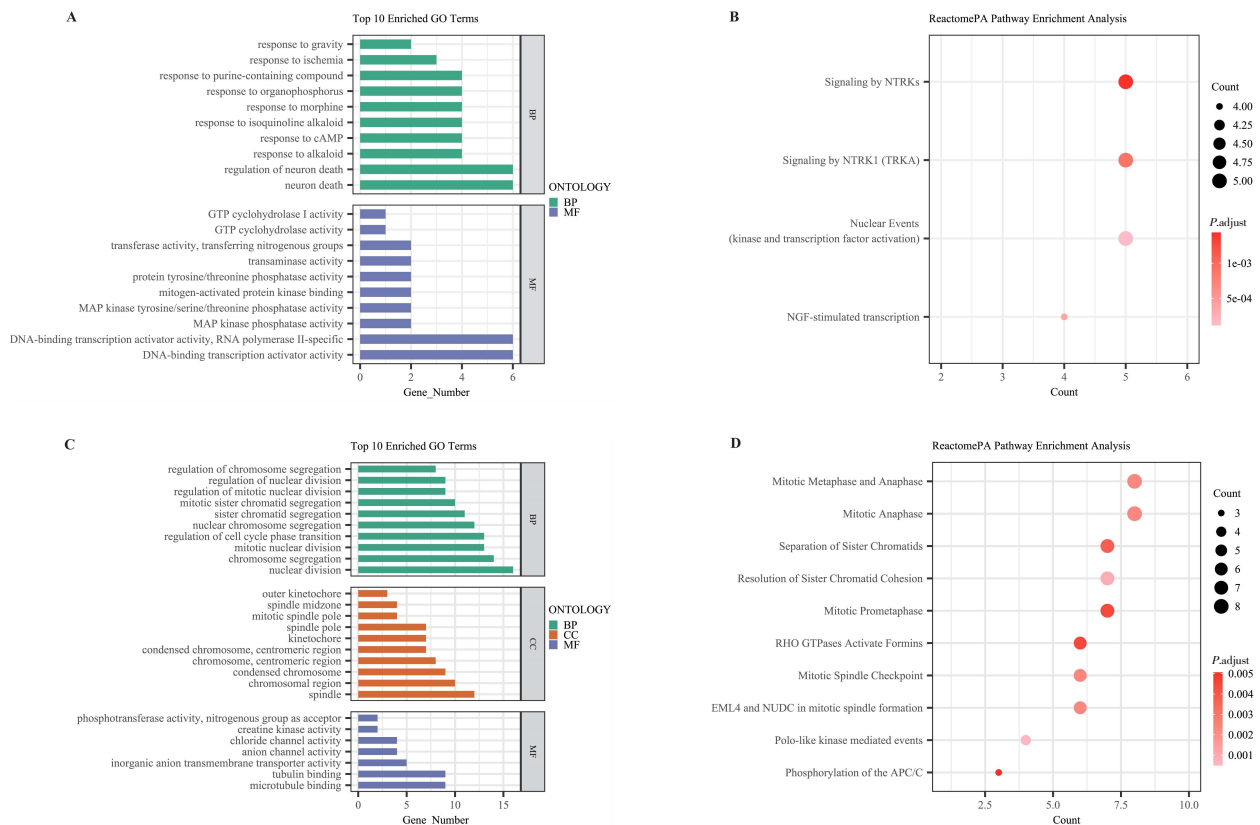 A
Top 10 Enriched GO Terms
response to gravity
response to ischemia
response to purine-containing compound
response to organophosphorus
response to morphine
response to isoquinoline alkaloid
response to cAMP
response to alkaloid
regulation of neuron death
neuron death
BP
GTP cyclohydrolase I activity
GTP cyclohydrolase activity
transferase activity, transferring nitrogenous groups
transaminase activity
protein tyrosine/threonine phosphatase activity
mitogen-activated protein kinase binding
MAP kinase tyrosine/serine/threonine phosphatase activity
MAP kinase phosphatase activity
DNA-binding transcription activator activity, RNA polymerase II-specific
DNA-binding transcription activator activity
MF
0 2 4 6
Gene_Number
ONTOLOGY
BP
MF
B
ReactomePA Pathway Enrichment Analysis
Signaling by NTRKs
Signaling by NTRK1 (TRKA)
Nuclear Events
(kinase and transcription factor activation)
NGF-stimulated transcription
2 3 4 5 6
Count
Count
4.00
4.25
4.50
4.75
5.00
P.adjust
1e-03
5e-04
C
Top 10 Enriched GO Terms
regulation of chromosome segregation
regulation of nuclear division
regulation of mitotic nuclear division
mitotic sister chromatid segregation
sister chromatid segregation
nuclear chromosome segregation
regulation of cell cycle phase transition
mitotic nuclear division
chromosome segregation
nuclear division
BP
outer kinetochore
spindle midzone
mitotic spindle pole
spindle pole
kinetochore
condensed chromosome, centromeric region
chromosome, centromeric region
condensed chromosome
chromosomal region
spindle
CC
phosphotransferase activity, nitrogenous group as acceptor
creatine kinase activity
chloride channel activity
anion channel activity
inorganic anion transmembrane transporter activity
tubulin binding
microtubule binding
MF
0 5 10 15
Gene_Number
ONTOLOGY
BP
CC
MF
D
ReactomePA Pathway Enrichment Analysis
Mitotic Metaphase and Anaphase
Mitotic Anaphase
Separation of Sister Chromatids
Resolution of Sister Chromatid Cohesion
Mitotic Prometaphase
RHO GTPases Activate Formins
Mitotic Spindle Checkpoint
EML4 and NUDC in mitotic spindle formation
Polo-like kinase mediated events
Phosphorylation of the APC/C
2.5 5.0 7.5 10.0
Count
Count
3
4
5
6
7
8
P.adjust
0.005
0.004
0.003
0.002
0.001